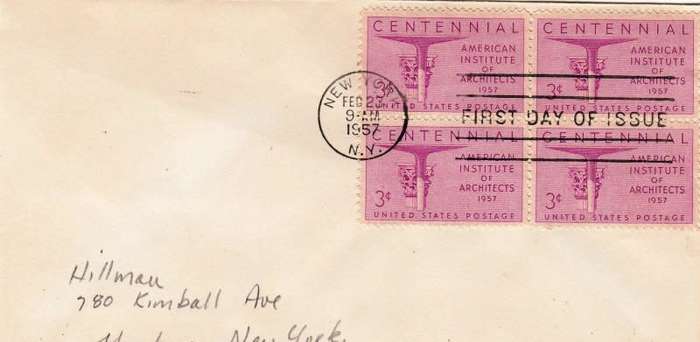 CENTENNIAL
AMERICAN
INSTITUTE
OF
ARCHITECTS
1957
3¢
UNITED STATES POSTAGE
CENTENNIAL
AMERICAN
INSTITUTE
OF
ARCHITECTS
1957
3¢
UNITED STATES POSTAGE
NEW YORK
FEB 23
9-AM
1957
N.Y.
FIRST DAY OF ISSUE
CENTENNIAL
AMERICAN
INSTITUTE
OF
ARCHITECTS
1957
3¢
UNITED STATES POSTAGE
CENTENNIAL
AMERICAN
INSTITUTE
OF
ARCHITECTS
1957
3¢
UNITED STATES POSTAGE
Hillman
780 Kimball Ave
New York